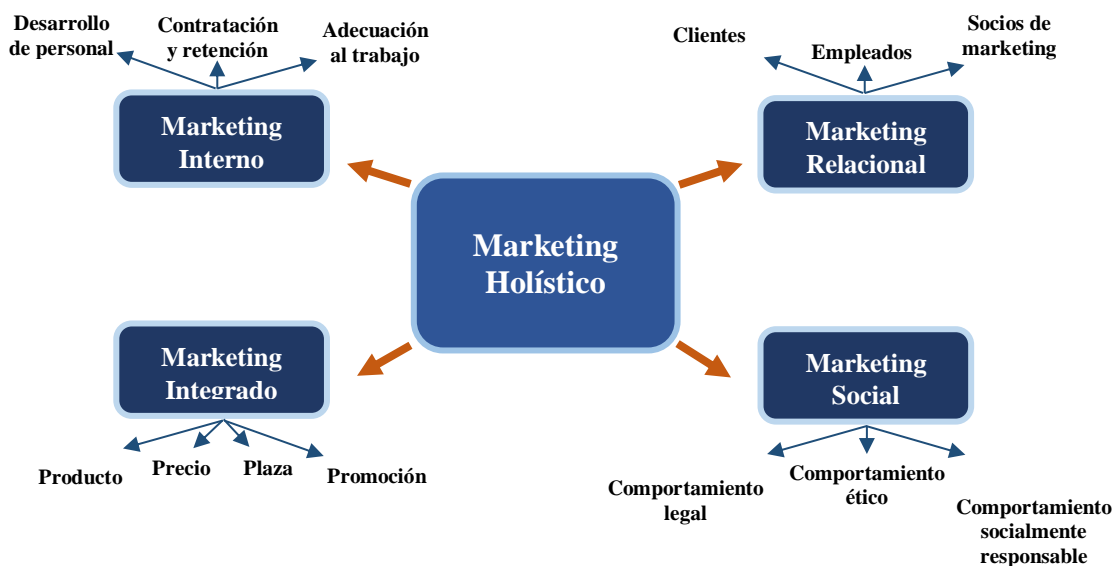 Desarrollo
de personal
Contratación
y retención
Adecuación
al trabajo
Marketing
Interno
Clientes
Empleados
Socios de
marketing
Marketing
Relacional
Marketing
Holístico
Marketing
Integrado
Producto
Precio
Plaza
Promoción
Marketing
Social
Comportamiento
legal
Comportamiento
ético
Comportamiento
socialmente
responsable